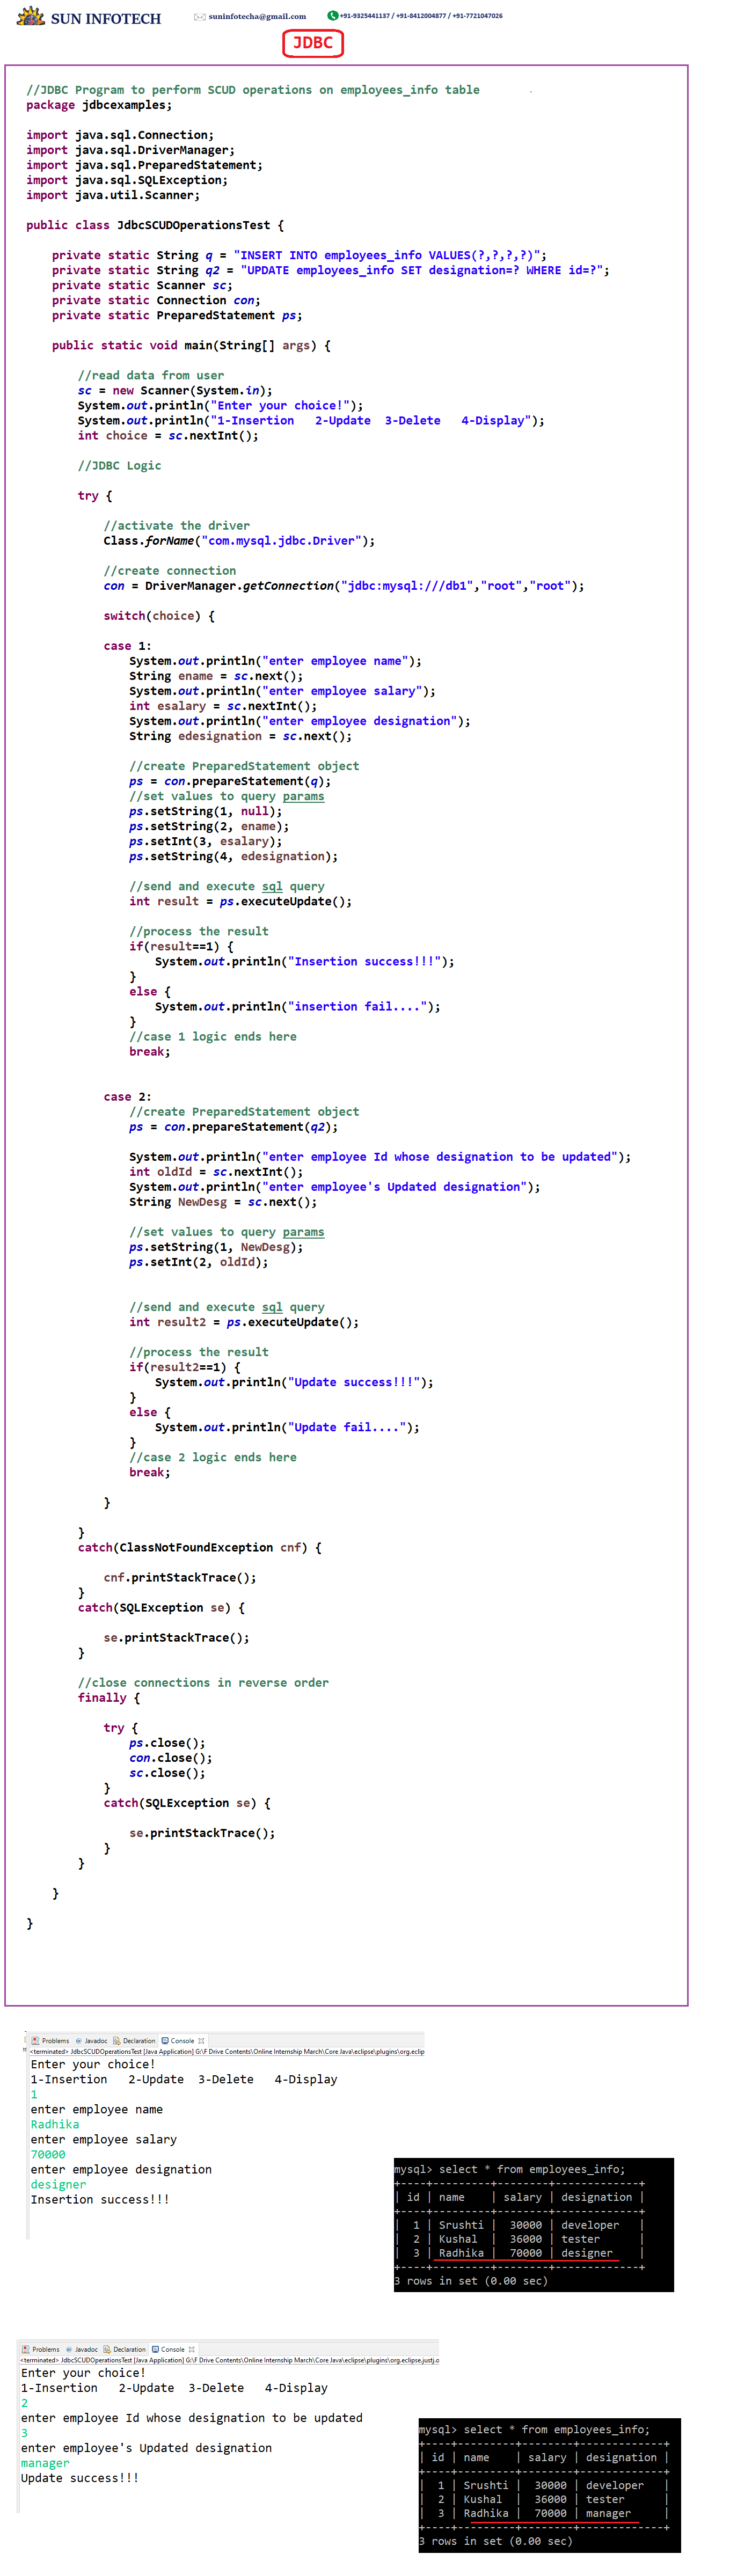 SUN INFOTECH
suninfotecha@gmail.com
+91-9325441137 / +91-8412004877 / +91-7721047026
JDBC
//JDBC Program to perform SCUD operations on employees_info table
package jdbcexamples;
import java.sql.Connection;
import java.sql.DriverManager;
import java.sql.PreparedStatement;
import java.sql.SQLException;
import java.util.Scanner;
public class JdbcSCUDOperationsTest {
private static String q = "INSERT INTO employees_info VALUES(?,?,?,?)";
private static String q2 = "UPDATE employees_info SET designation=? WHERE id=?";
private static Scanner sc;
private static Connection con;
private static PreparedStatement ps;
public static void main(String[] args) {
//read data from user
sc = new Scanner(System.in);
System.out.println("Enter your choice!");
System.out.println("1-Insertion   2-Update  3-Delete   4-Display");
int choice = sc.nextInt();
//JDBC Logic
try {
//activate the driver
Class.forName("com.mysql.jdbc.Driver");
//create connection
con = DriverManager.getConnection("jdbc:mysql:///db1","root","root");
switch(choice) {
case 1:
System.out.println("enter employee name");
String ename = sc.next();
System.out.println("enter employee salary");
int esalary = sc.nextInt();
System.out.println("enter employee designation");
String edesignation = sc.next();
//create PreparedStatement object
ps = con.prepareStatement(q);
//set values to query params
ps.setString(1, null);
ps.setString(2, ename);
ps.setInt(3, esalary);
ps.setString(4, edesignation);
//send and execute sql query
int result = ps.executeUpdate();
//process the result
if(result==1) {
System.out.println("Insertion success!!!");
}
else {
System.out.println("insertion fail....");
}
//case 1 logic ends here
break;
case 2:
//create PreparedStatement object
ps = con.prepareStatement(q2);
System.out.println("enter employee Id whose designation to be updated");
int oldId = sc.nextInt();
System.out.println("enter employee's Updated designation");
String NewDesg = sc.next();
//set values to query params
ps.setString(1, NewDesg);
ps.setInt(2, oldId);
//send and execute sql query
int result2 = ps.executeUpdate();
//process the result
if(result2==1) {
System.out.println("Update success!!!");
}
else {
System.out.println("Update fail....");
}
//case 2 logic ends here
break;
}
}
catch(ClassNotFoundException cnf) {
cnf.printStackTrace();
}
catch(SQLException se) {
se.printStackTrace();
}
//close connections in reverse order
finally {
try {
ps.close();
con.close();
sc.close();
}
catch(SQLException se) {
se.printStackTrace();
}
}
}
}
Problems @ Javadoc Declaration Console
<terminated> JdbcSCUDOperationsTest [Java Application] G:\F Drive Contents\Online Internship March\Core Java\eclipse\plugins\org.eclip
Enter your choice!
1-Insertion   2-Update  3-Delete   4-Display
1
enter employee name
Radhika
enter employee salary
70000
enter employee designation
designer
Insertion success!!!
mysql> select * from employees_info;
+----+---------+--------+-------------+
| id | name    | salary | designation |
+----+---------+--------+-------------+
|  1 | Srushti |  30000 | developer   |
|  2 | Kushal  |  36000 | tester      |
|  3 | Radhika |  70000 | designer    |
+----+---------+--------+-------------+
3 rows in set (0.00 sec)
Problems @ Javadoc Declaration Console
<terminated> JdbcSCUDOperationsTest [Java Application] G:\F Drive Contents\Online Internship March\Core Java\eclipse\plugins\org.eclipse.justj.o
Enter your choice!
1-Insertion   2-Update  3-Delete   4-Display
2
enter employee Id whose designation to be updated
3
enter employee's Updated designation
manager
Update success!!!
mysql> select * from employees_info;
+----+---------+--------+-------------+
| id | name    | salary | designation |
+----+---------+--------+-------------+
|  1 | Srushti |  30000 | developer   |
|  2 | Kushal  |  36000 | tester      |
|  3 | Radhika |  70000 | manager     |
+----+---------+--------+-------------+
3 rows in set (0.00 sec)